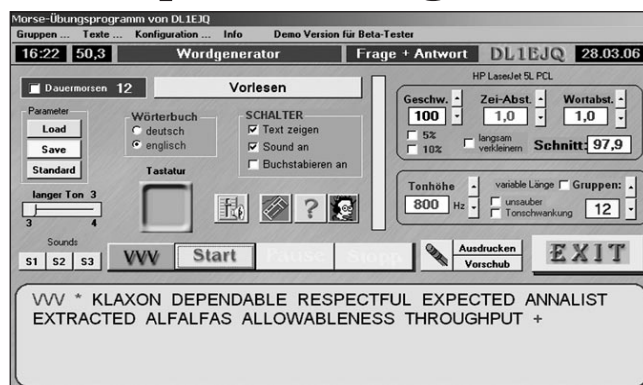 Morse-Übungsprogramm von DL1EJQ
Gruppen ... Texte ... Konfiguration ... Info Demo Version für Beta-Tester
16:22 50,3 Wordgenerator Frage + Antwort DL1EJQ 28.03.06
HP LaserJet 5L PCL
Dauermorsen 12 Vorlesen
Geschw. Zei-Abst. Wortabst.
100 1,0 1,0
Parameter
Load
Save
Standard
Wörterbuch
deutsch
englisch
SCHALTER
Text zeigen
Sound an
Buchstabieren an
5%
10%
langsam
verkleinern
Schnitt: 97,9
Tastatur
langer Ton 3
3 4
Tonhöhe
800 Hz
variable Länge Gruppen:
unsauber
Tonschwankung
12
Sounds
S1 S2 S3
VVV Start Pause Stopp
Ausdrucken
Vorschub
EXIT
VVV * KLAXON DEPENDABLE RESPECTFUL EXPECTED ANNALIST
EXTRACTED ALFALFAS ALLOWABLENESS THROUGHPUT +